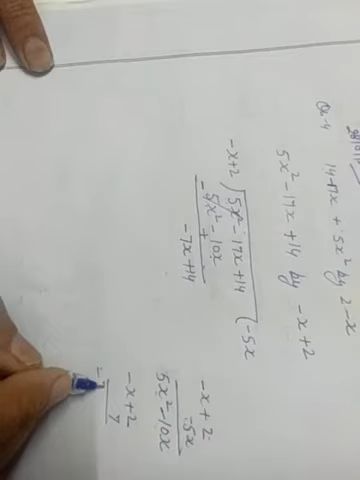 Q-4 14-17x + 5x² by 2-x
5x² - 17x + 14 by -x+2
-x+2 ) 5x² - 17x + 14 ( -5x
5x² - 10x
- +
-7x+14
-x+2
-5x
5x²-10x
-x+2
7